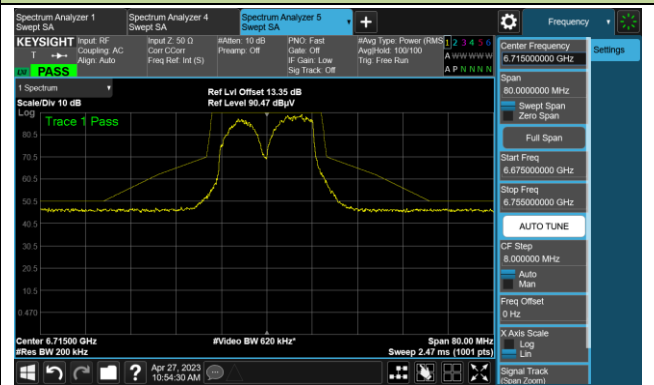 Spectrum Analyzer 1
Swept SA
Spectrum Analyzer 4
Swept SA
Spectrum Analyzer 5
Swept SA
Frequency
KEYSIGHT
Input: RF
Coupling: AC
Align: Auto
Input Z: 50 Ω
Corr CCorr
Freq Ref: Int (S)
#Atten: 10 dB
Preamp: Off
PNO: Fast
Gate: Off
IF Gain: Low
Sig Track: Off
#Avg Type: Power (RMS
Avg|Hold: 100/100
Trig: Free Run
1 2 3 4 5 6
A W W W W W
A P N N N N
T
PASS
1 Spectrum
Scale/Div 10 dB
Ref Lvl Offset 13.35 dB
Ref Level 90.47 dBµV
Log
Trace 1 Pass
80.5
70.5
60.5
50.5
40.5
30.5
20.5
10.5
0.470
Center 6.71500 GHz
#Res BW 200 kHz
#Video BW 620 kHz*
Span 80.00 MHz
Sweep 2.47 ms (1001 pts)
Apr 27, 2023
10:54:30 AM
Center Frequency
6.715000000 GHz
Settings
Span
80.0000000 MHz
Swept Span
Zero Span
Full Span
Start Freq
6.675000000 GHz
Stop Freq
6.755000000 GHz
AUTO TUNE
CF Step
8.000000 MHz
Auto
Man
Freq Offset
0 Hz
X Axis Scale
Log
Lin
Signal Track
(Span Zoom)